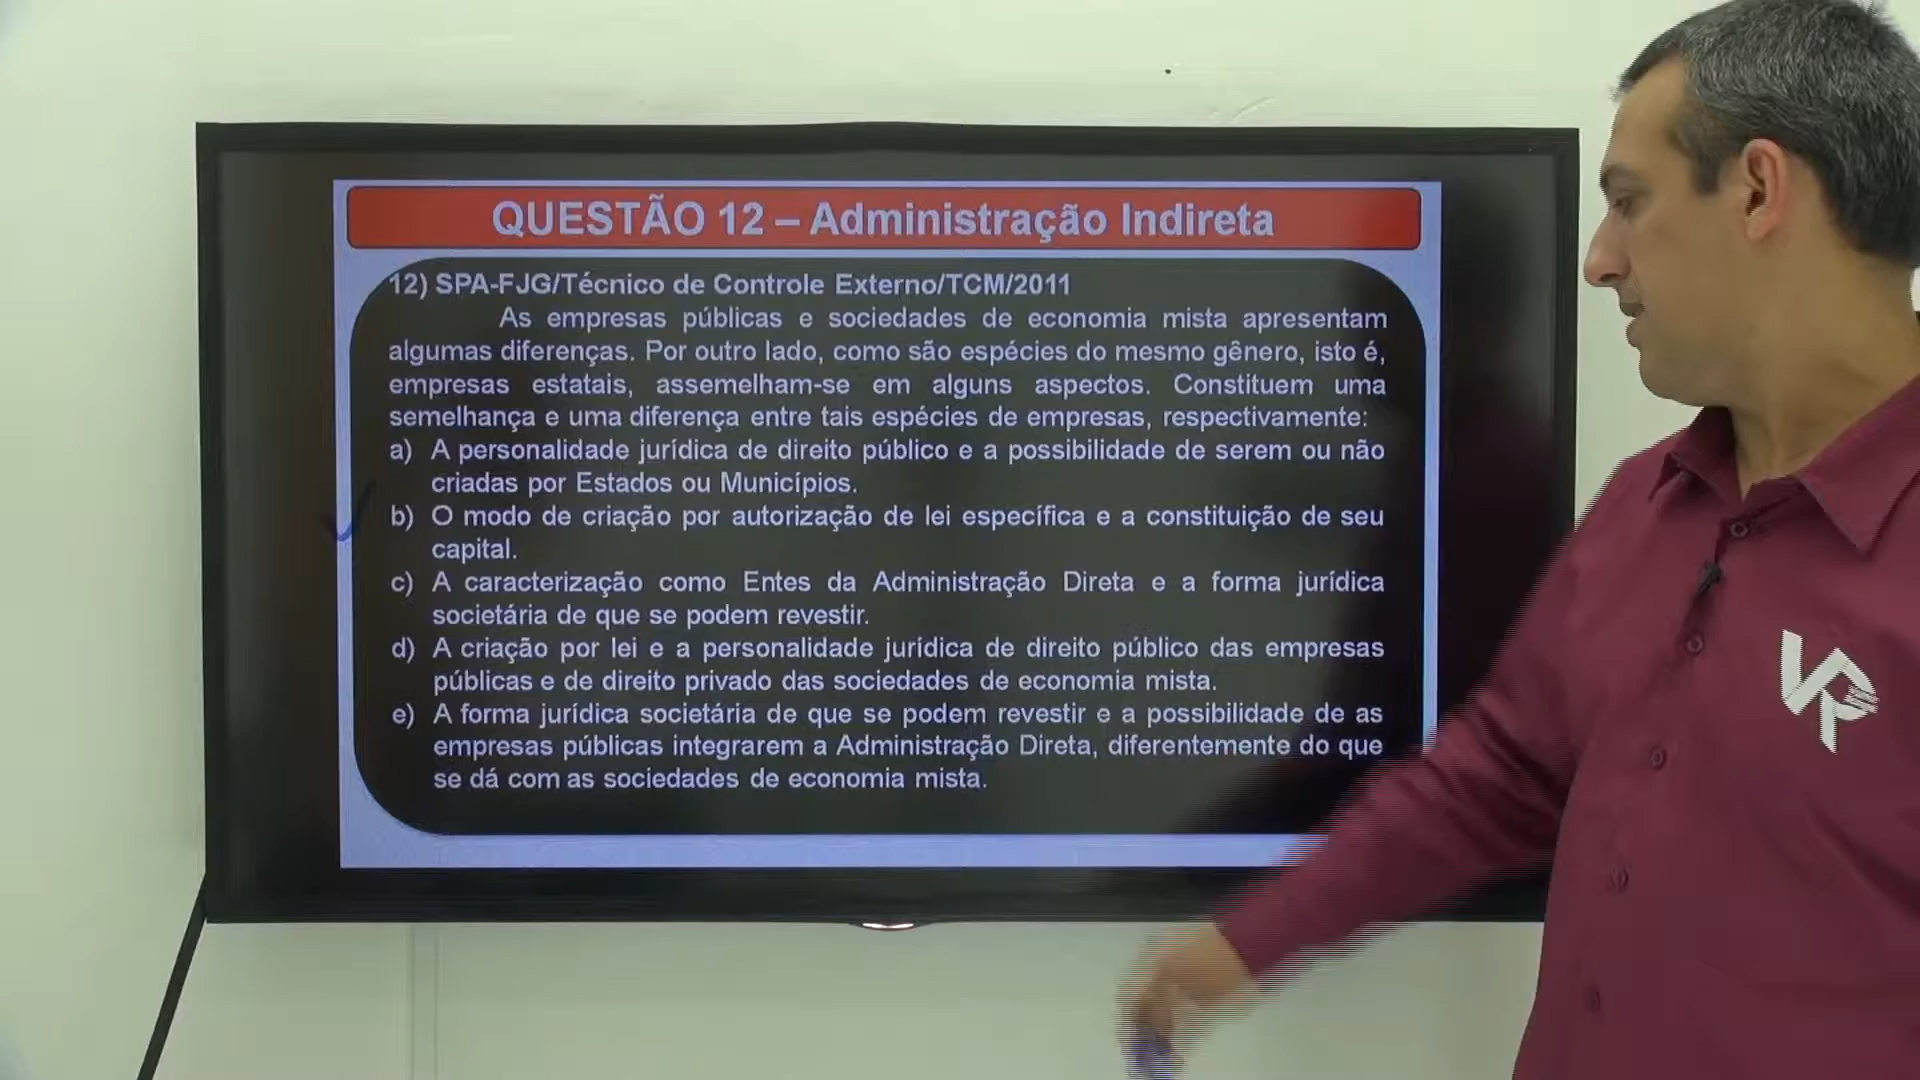 QUESTÃO 12 – Administração Indireta
12) SPA-FJG/Técnico de Controle Externo/TCM/2011
As empresas públicas e sociedades de economia mista apresentam
algumas diferenças. Por outro lado, como são espécies do mesmo gênero, isto é,
empresas estatais, assemelham-se em alguns aspectos. Constituem uma
semelhança e uma diferença entre tais espécies de empresas, respectivamente:
a) A personalidade jurídica de direito público e a possibilidade de serem ou não
criadas por Estados ou Municípios.
b) O modo de criação por autorização de lei específica e a constituição de seu
capital.
c) A caracterização como Entes da Administração Direta e a forma jurídica
societária de que se podem revestir.
d) A criação por lei e a personalidade jurídica de direito público das empresas
públicas e de direito privado das sociedades de economia mista.
e) A forma jurídica societária de que se podem revestir e a possibilidade de as
empresas públicas integrarem a Administração Direta, diferentemente do que
se dá com as sociedades de economia mista.
VR